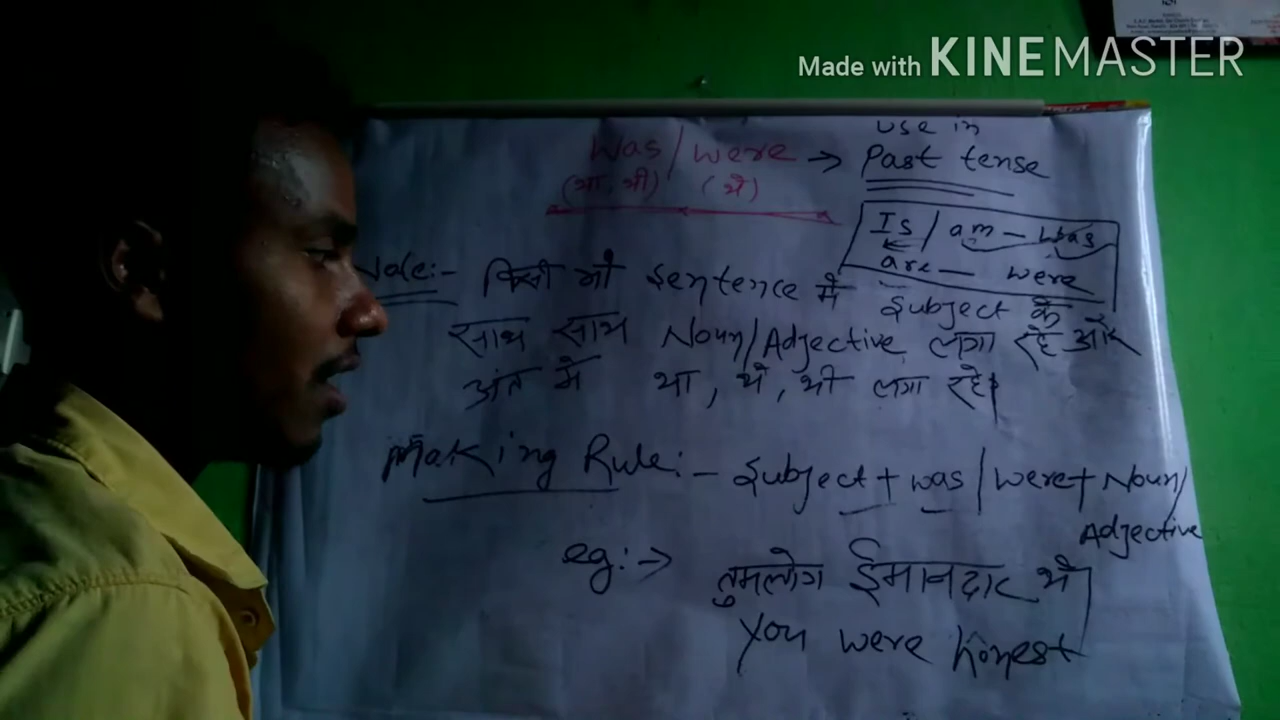 Made with KINEMASTER
use in
Was/were → Past tense
(था, थी) (थे)
Is / am - Was
are - were
Note:- किसी भी Sentence में Subject के
साथ साथ Noun/Adjective लगा रहे और
अंत में था, थे, थी लगा रहे।
Making Rule:- Subject + was/were + Noun/
Adjective
eg:-> तुमलोग ईमानदार थे।
You were honest